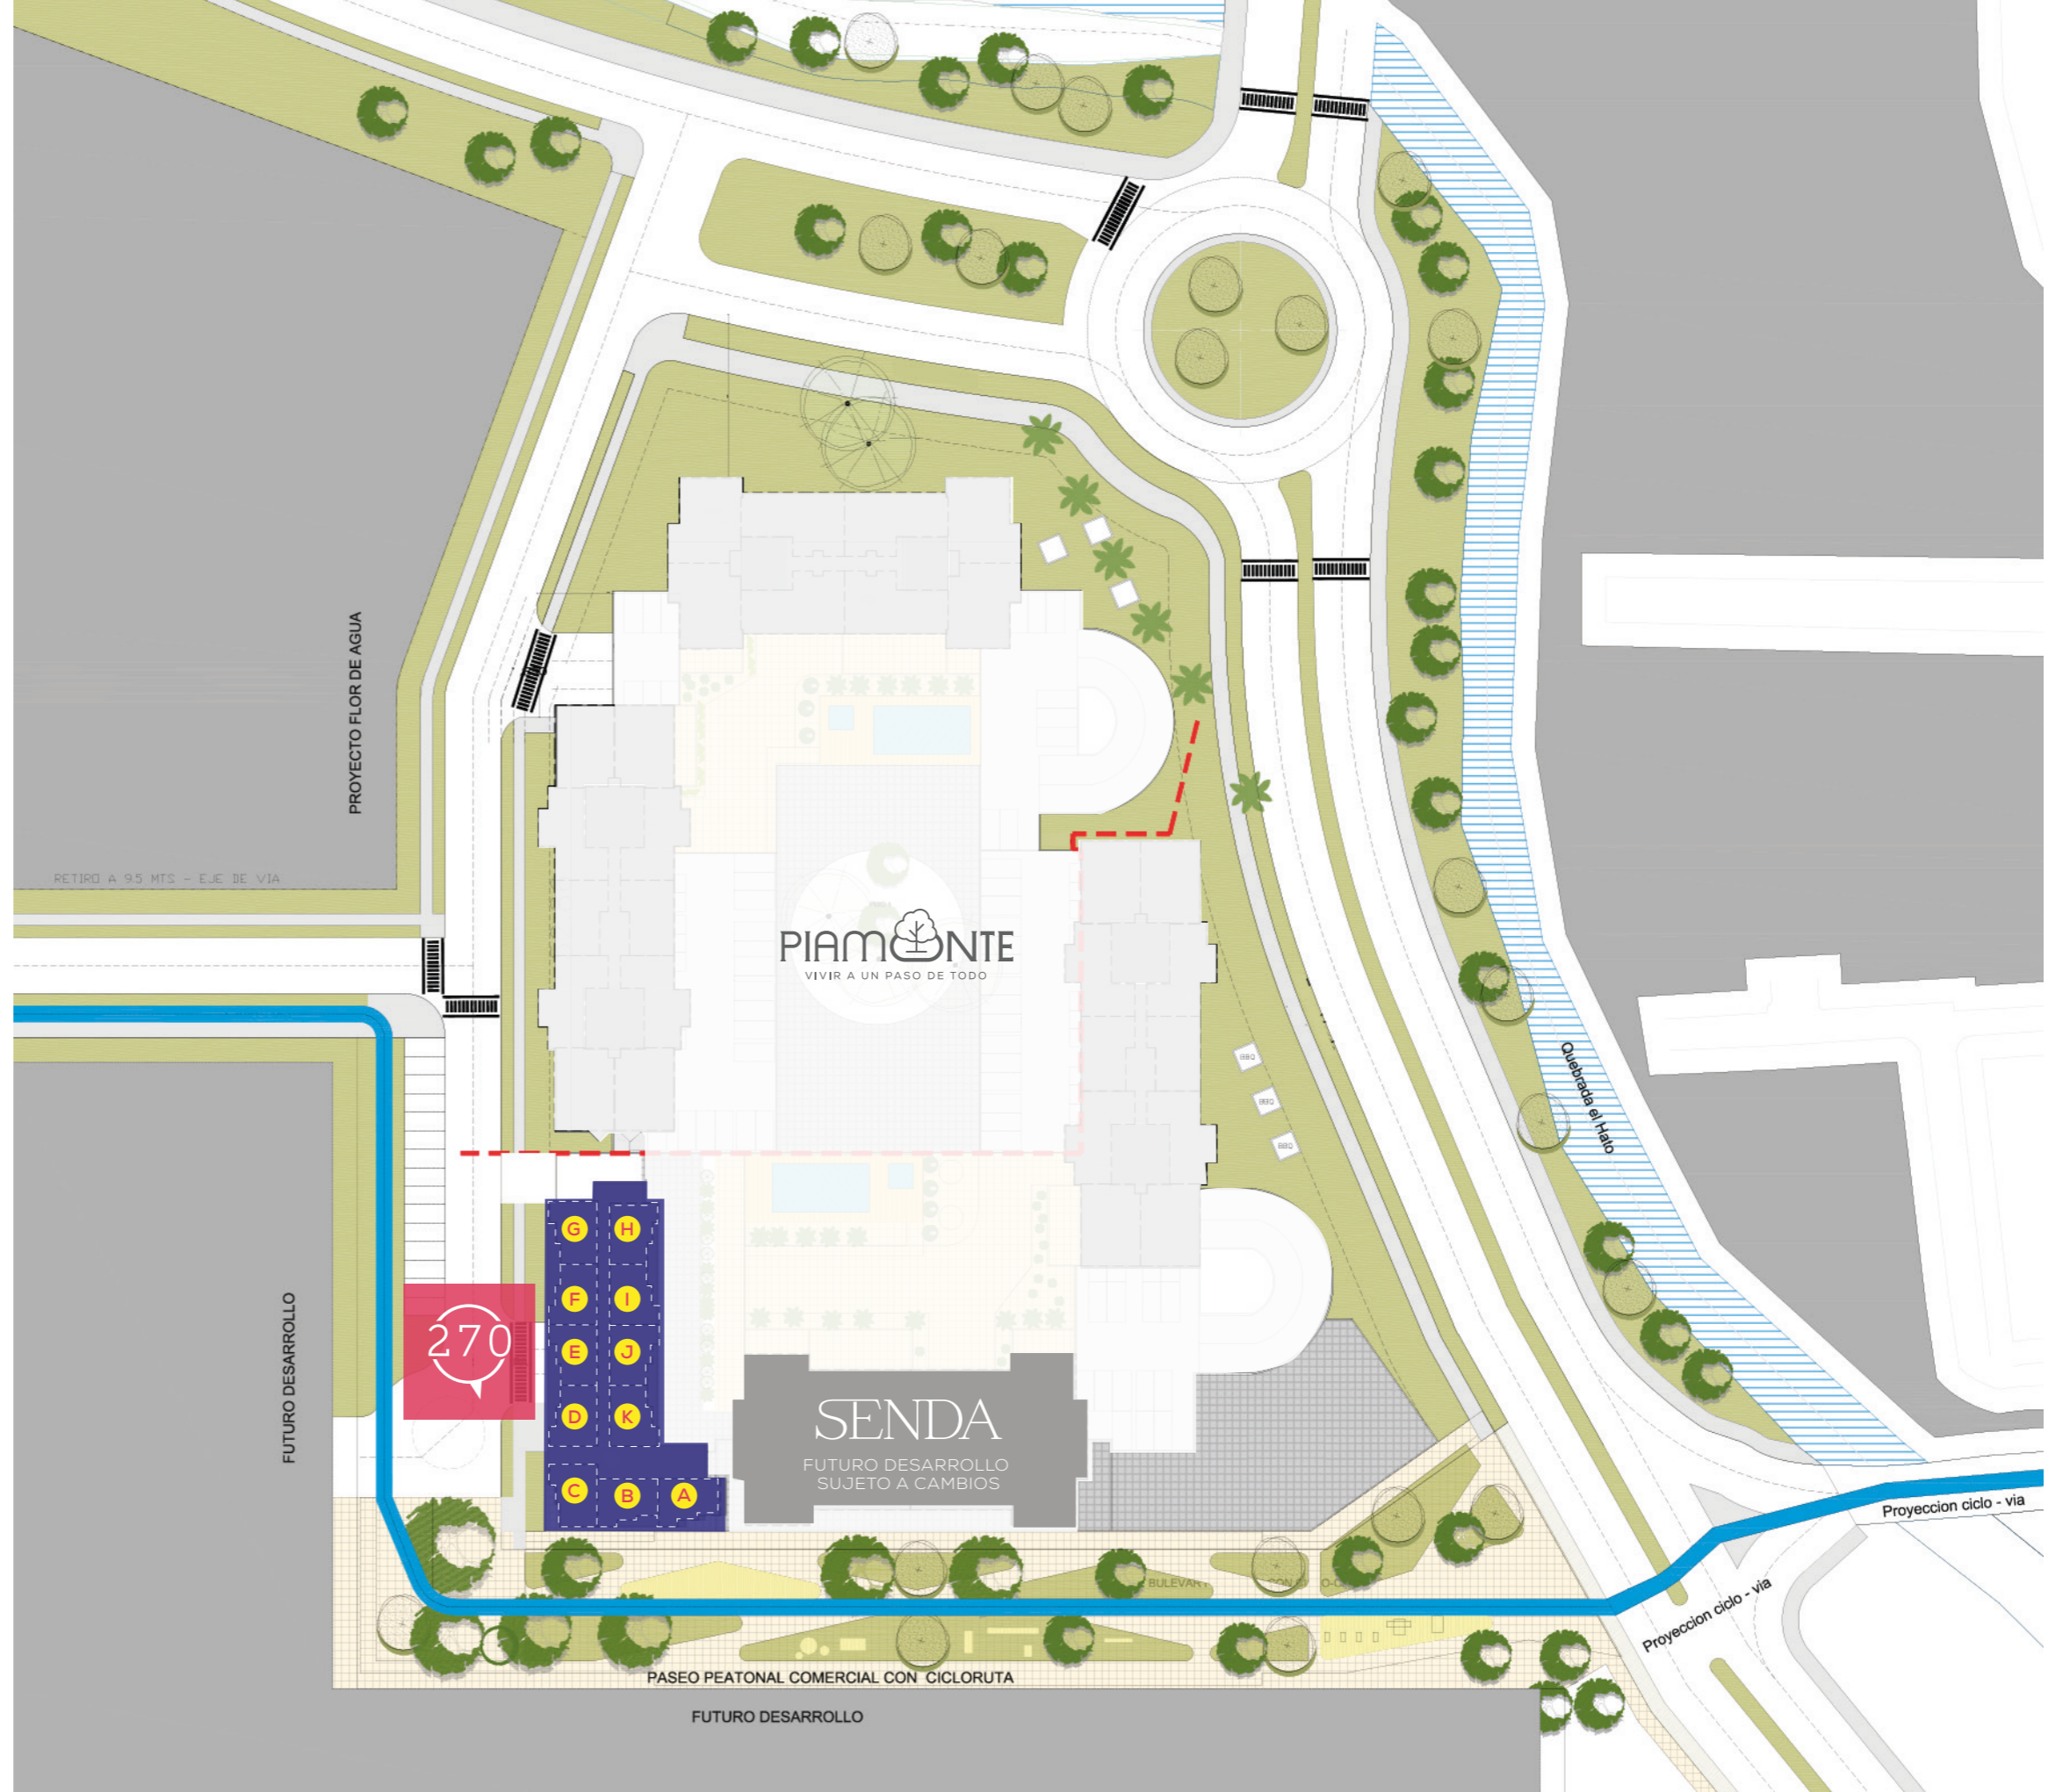 PROYECTO FLOR DE AGUA
RETIRO A 9.5 MTS - EJE DE VIA
PIAMONTE
VIVIR A UN PASO DE TODO
Quebrada el Hato
BBQ
BBQ
BBQ
G
H
F
I
E
J
D
K
C
B
A
270
FUTURO DESARROLLO
SENDA
FUTURO DESARROLLO
SUJETO A CAMBIOS
Proyeccion ciclo - via
Proyeccion ciclo - via
BULEVAR
CON
PASEO PEATONAL COMERCIAL CON CICLORUTA
FUTURO DESARROLLO